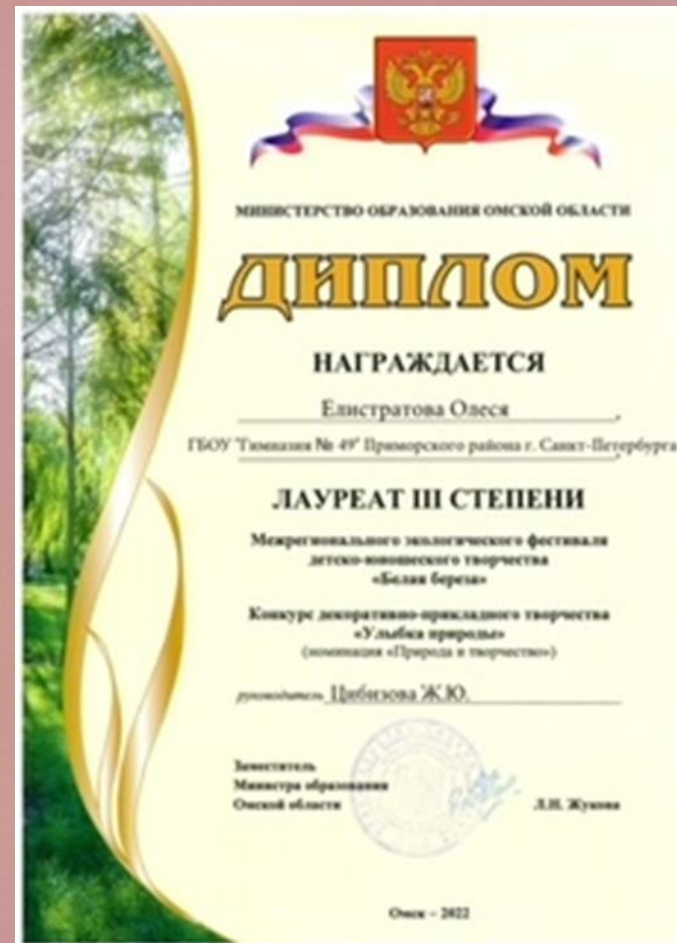 МИНИСТЕРСТВО ОБРАЗОВАНИЯ ОМСКОЙ ОБЛАСТИ
ДИПЛОМ
НАГРАЖДАЕТСЯ
Елистратова Олеся
ГБОУ "Гимназия № 49" Приморского района г. Санкт-Петербурга
ЛАУРЕАТ III СТЕПЕНИ
Межрегионального экологического фестиваля
детско-юношеского творчества
«Белая береза»
Конкурс декоративно-прикладного творчества
«Улыбка природы»
(номинация «Природа и творчество»)
руководитель Цибизова Ж.Ю.
Заместитель
Министра образования
Омской области Л.Н. Жукова
Омск – 2022